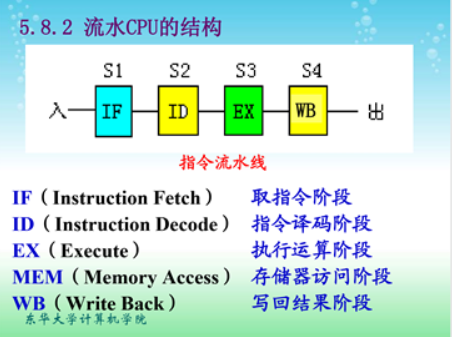 5.8.2 流水CPU的结构
S1 S2 S3 S4
入 IF ID EX WB 出
指令流水线
IF（Instruction Fetch） 取指令阶段
ID（Instruction Decode） 指令译码阶段
EX（Execute） 执行运算阶段
MEM（Memory Access） 存储器访问阶段
WB（Write Back） 写回结果阶段
东华大学计算机学院